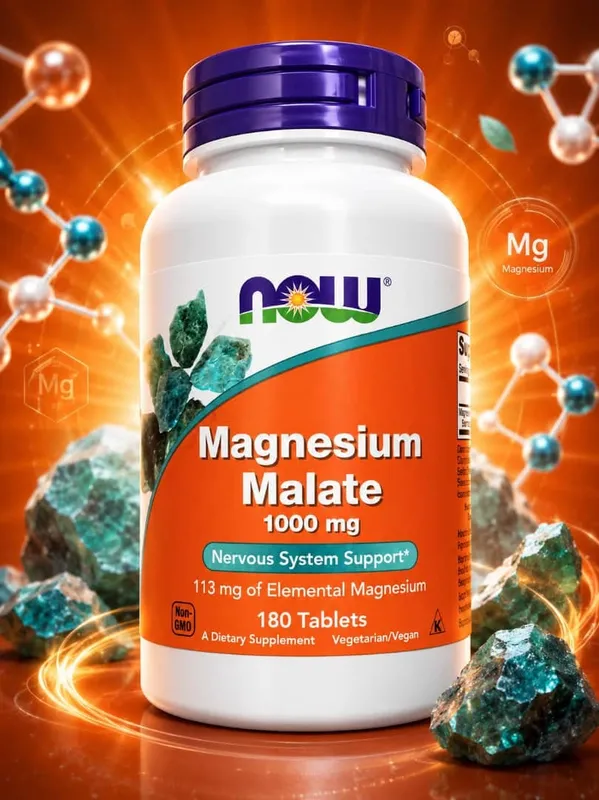 NOW®
Mg
Magnesium
Mg
Magnesium
Malate
1000 mg
Nervous System Support*
113 mg of Elemental Magnesium
180 Tablets
Non-
GMO
A Dietary Supplement
Vegetarian/Vegan
K